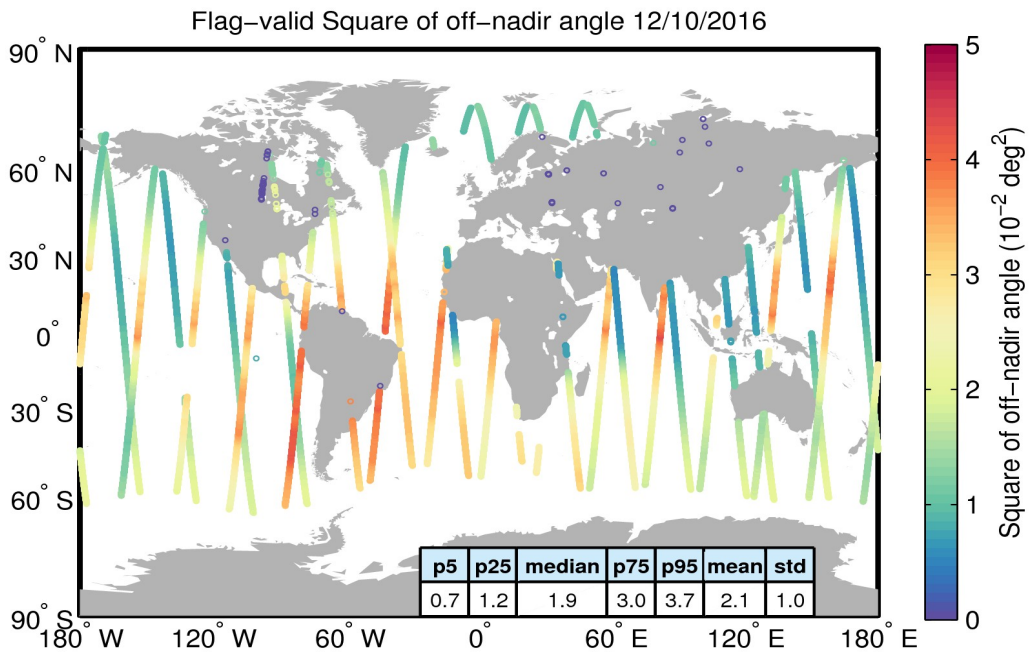 Flag-valid Square of off-nadir angle 12/10/2016
90° N
60° N
30° N
0°
30° S
60° S
90° S
180° W
120° W
60° W
0°
60° E
120° E
180° E
p5 p25 median p75 p95 mean std
0.7 1.2 1.9 3.0 3.7 2.1 1.0
5
4
3
2
1
0
Square of off-nadir angle (10⁻² deg²)